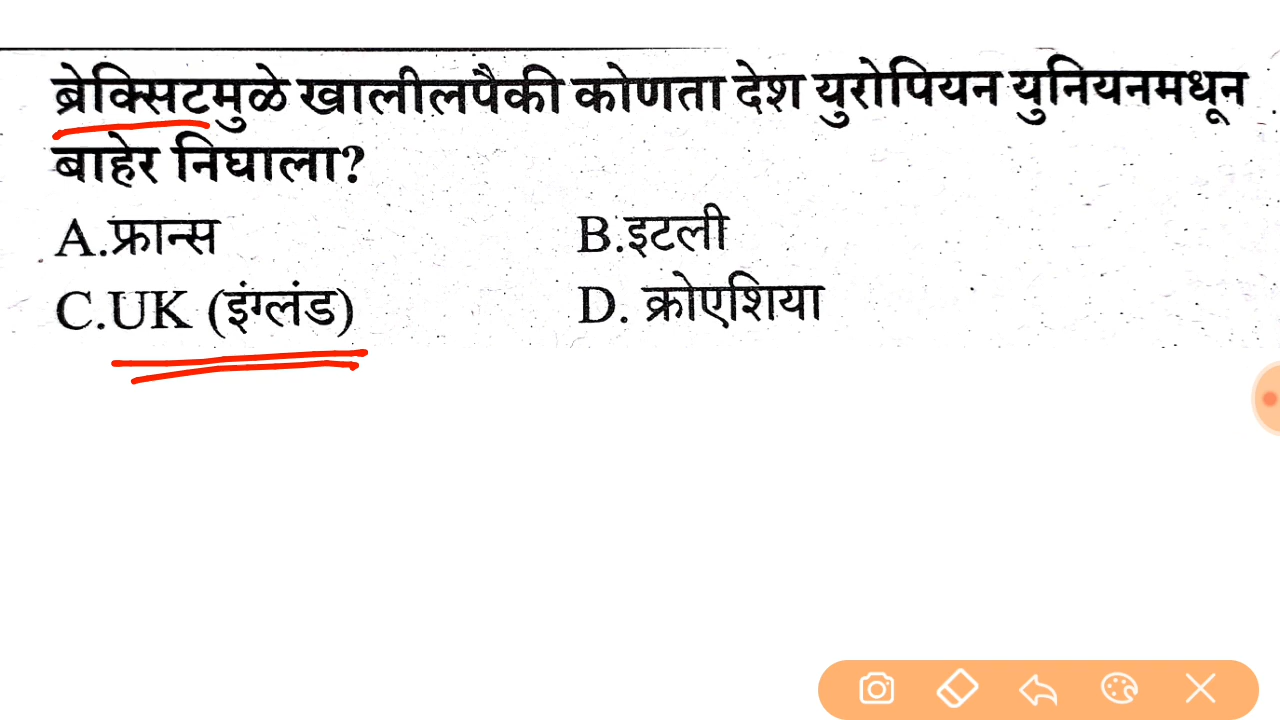 ब्रेक्सिटमुळे खालीलपैकी कोणता देश युरोपियन युनियनमधून
बाहेर निघाला?
A.फ्रान्स B.इटली
C.UK (इंग्लंड) D. क्रोएशिया